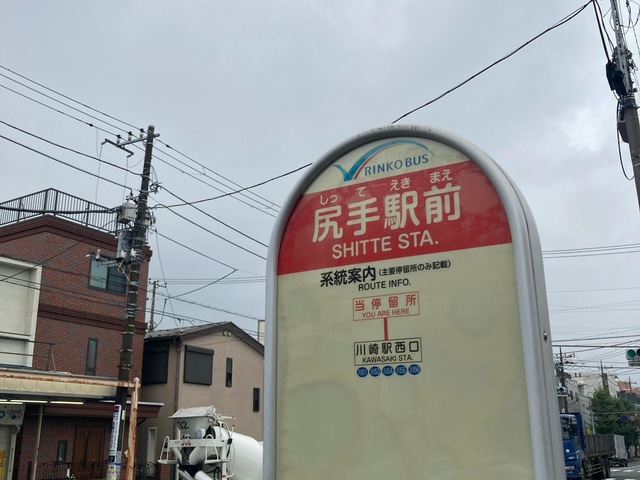 RINKO BUS
しって えき まえ
尻手駅前
SHITTE STA.
系統案内(主要停留所のみ記載)
ROUTE INFO.
当停留所
YOU ARE HERE
川崎駅西口
KAWASAKI STA.